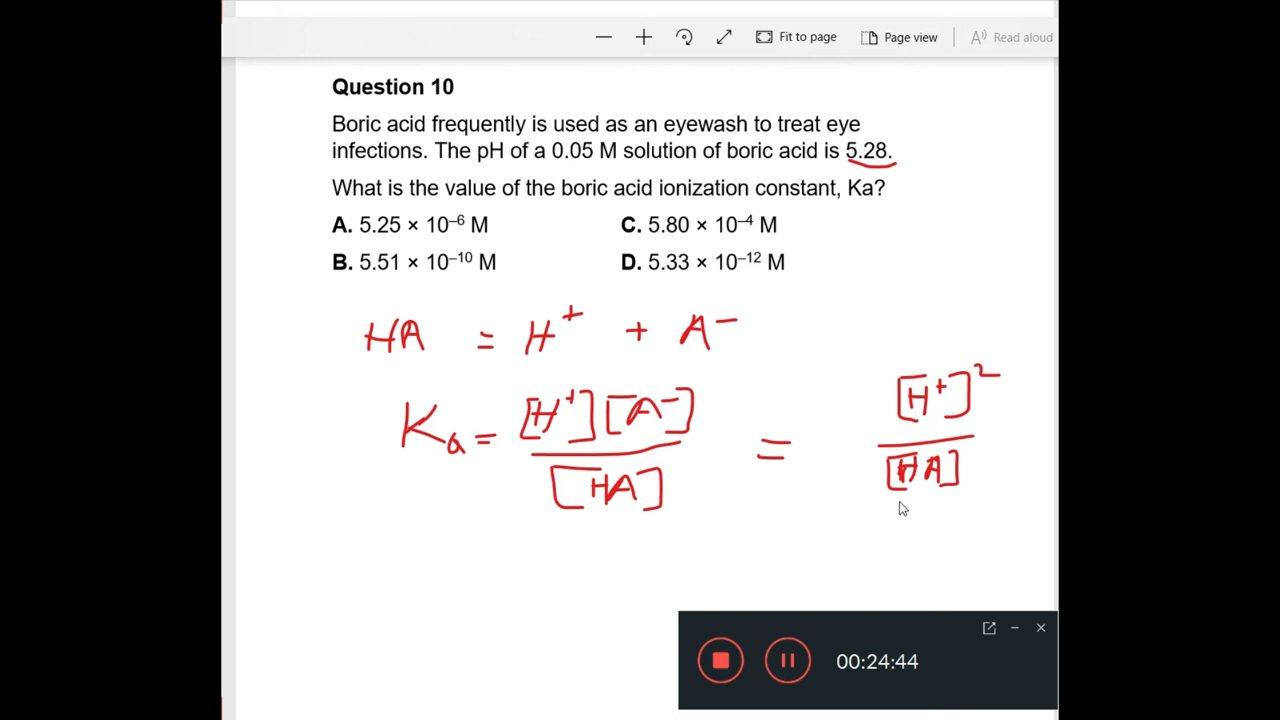 Fit to page Page view Read aloud
Question 10
Boric acid frequently is used as an eyewash to treat eye
infections. The pH of a 0.05 M solution of boric acid is 5.28.
What is the value of the boric acid ionization constant, Ka?
A. 5.25 × 10⁻⁶ M C. 5.80 × 10⁻⁴ M
B. 5.51 × 10⁻¹⁰ M D. 5.33 × 10⁻¹² M
HA = H⁺ + A⁻
Kₐ = [H⁺][A⁻] / [HA] = [H⁺]² / [HA]
00:24:44